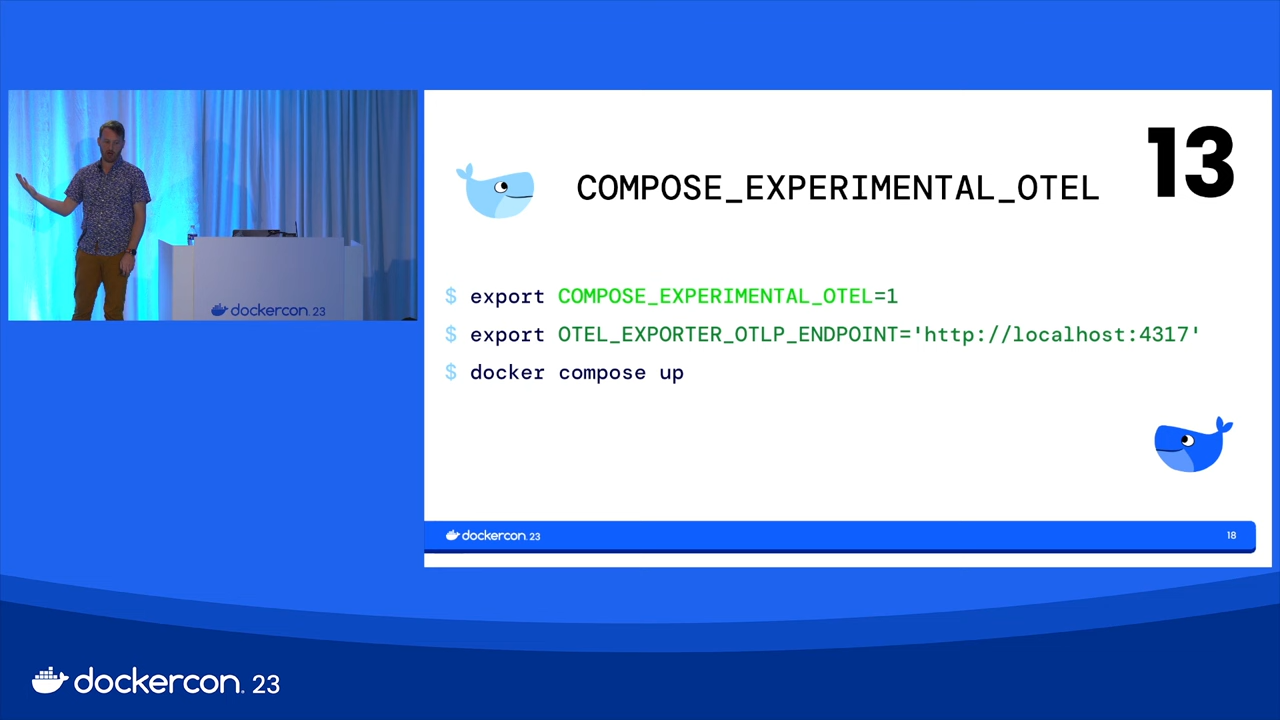 13
COMPOSE_EXPERIMENTAL_OTEL
$ export COMPOSE_EXPERIMENTAL_OTEL=1
$ export OTEL_EXPORTER_OTLP_ENDPOINT='http://localhost:4317'
$ docker compose up
dockercon 23
dockercon. 23
18
dockercon. 23